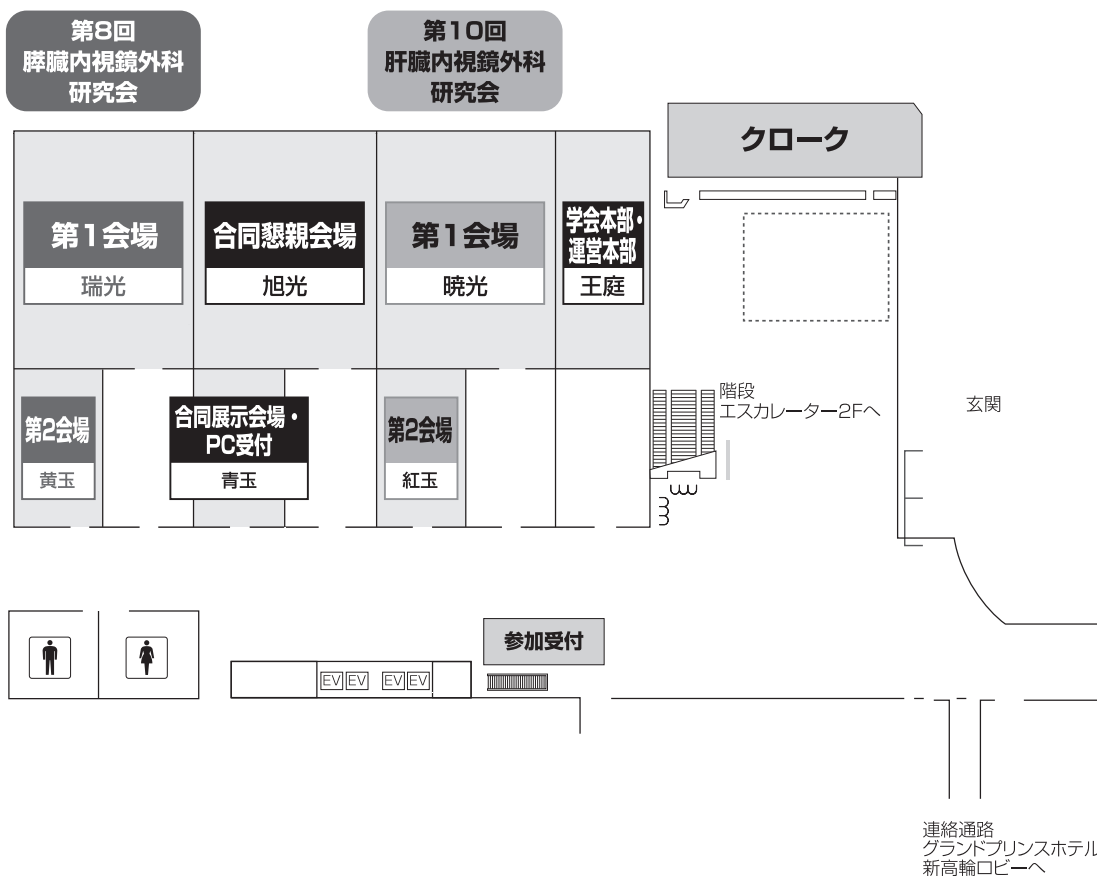 第8回
膵臓内視鏡外科
研究会
第10回
肝臓内視鏡外科
研究会
クローク
第1会場
瑞光
合同懇親会場
旭光
第1会場
暁光
学会本部・
運営本部
王庭
第2会場
黄玉
合同展示会場・
PC受付
青玉
第2会場
紅玉
階段
エスカレーター2Fへ
玄関
参加受付
EV EV EV EV
連絡通路
グランドプリンスホテル
新高輪ロビーへ